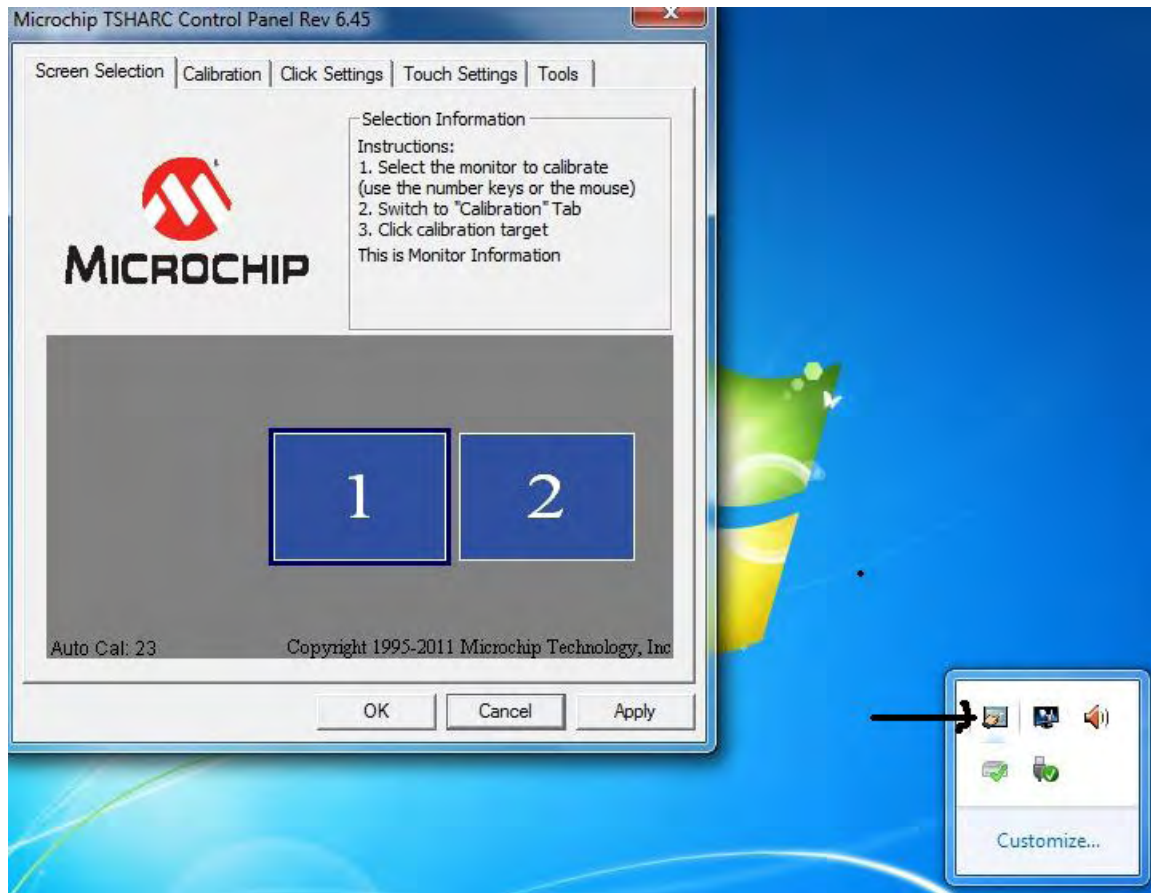 Microchip TSHARC Control Panel Rev 6.45
Screen Selection Calibration Click Settings Touch Settings Tools
Selection Information
Instructions:
1. Select the monitor to calibrate
(use the number keys or the mouse)
2. Switch to "Calibration" Tab
3. Click calibration target
This is Monitor Information
MICROCHIP
1 2
Auto Cal: 23 Copyright 1995-2011 Microchip Technology, Inc
OK Cancel Apply
Customize...